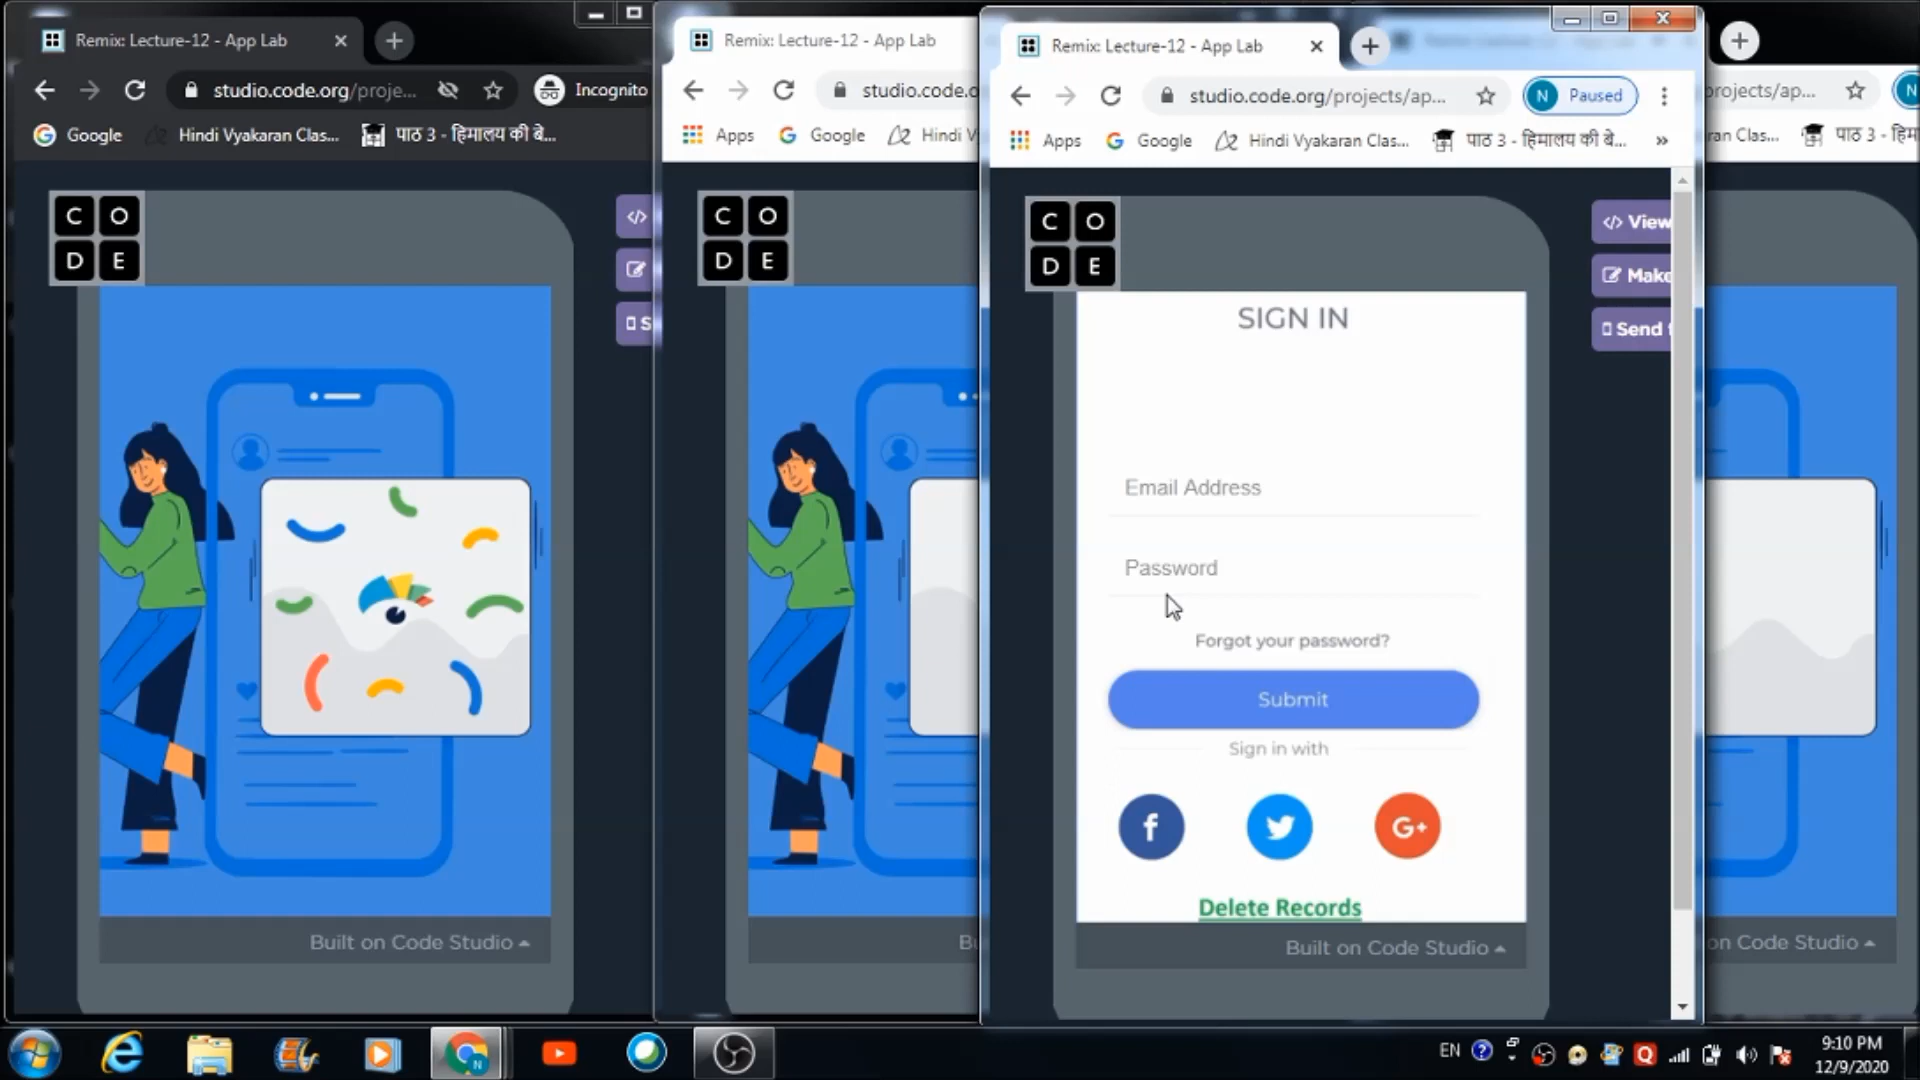 Remix: Lecture-12 - App Lab
studio.code.org/proje...
Incognito
Google
Hindi Vyakaran Clas...
पाठ 3 - हिमालय की बे...
C O
D E
S
Built on Code Studio
Remix: Lecture-12 - App Lab
studio.code.o
Apps
Google
Hindi V
C O
D E
Bu
Remix: Lecture-12 - App Lab
studio.code.org/projects/ap...
N Paused
Apps
Google
Hindi Vyakaran Clas...
पाठ 3 - हिमालय की बे...
»
C O
D E
</> View
Make
Send t
SIGN IN
Email Address
Password
Forgot your password?
Submit
Sign in with
f
G+
Delete Records
Built on Code Studio
rojects/ap...
N
ran Clas...
पाठ 3 - हिम
on Code Studio
EN
9:10 PM
12/9/2020